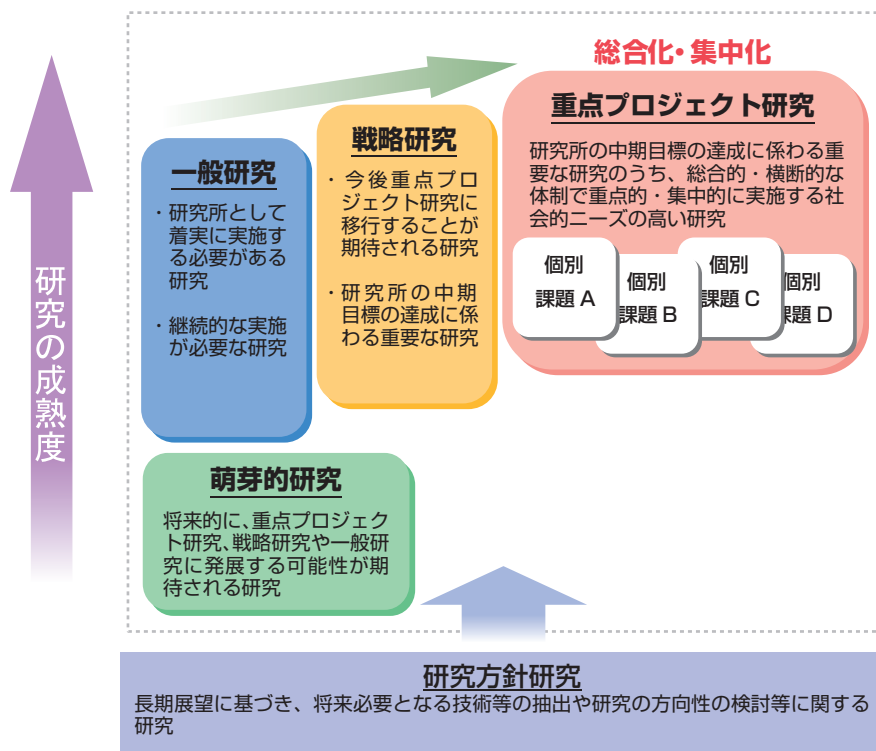 総合化・集中化
重点プロジェクト研究
研究所の中期目標の達成に係わる重
要な研究のうち、総合的・横断的な
体制で重点的・集中的に実施する社
会的ニーズの高い研究
個別
課題 A
個別
課題 B
個別
課題 C
個別
課題 D
戦略研究
・今後重点プロ
ジェクト研究に
移行することが
期待される研究
・研究所の中期
目標の達成に係
わる重要な研究
一般研究
・研究所として
着実に実施す
る必要がある
研究
・継続的な実施
が必要な研究
研究の成熟度
萌芽的研究
将来的に、重点プロジェク
ト研究、戦略研究や一般研
究に発展する可能性が期
待される研究
研究方針研究
長期展望に基づき、将来必要となる技術等の抽出や研究の方向性の検討等に関する
研究